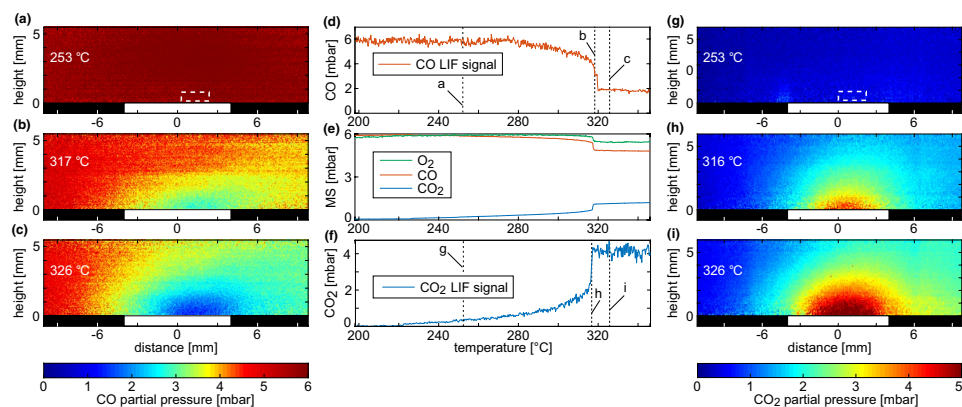 (a)
height [mm]
5
0
253 °C
-6 0 6
(b)
height [mm]
5
0
317 °C
-6 0 6
(c)
height [mm]
5
0
326 °C
-6 0 6
distance [mm]
0 1 2 3 4 5 6
CO partial pressure [mbar]
(d)
CO [mbar]
8
6
4
2
0
CO LIF signal
a
b
c
200 240 280 320
(e)
MS [mbar]
6
3
0
O₂
CO
CO₂
200 240 280 320
(f)
CO₂ [mbar]
4
2
0
g
CO₂ LIF signal
h
i
200 240 280 320
temperature [°C]
(g)
height [mm]
5
0
0
253 °C
-6 0 6
(h)
height [mm]
5
0
316 °C
-6 0 6
(i)
height [mm]
5
0
326 °C
-6 0 6
distance [mm]
0 1 2 3 4 5
CO₂ partial pressure [mbar]